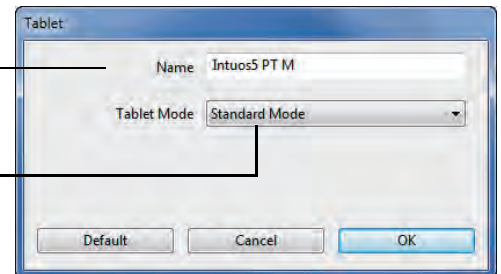 Tablet
Name Intuos5 PT M
Tablet Mode Standard Mode
Default Cancel OK